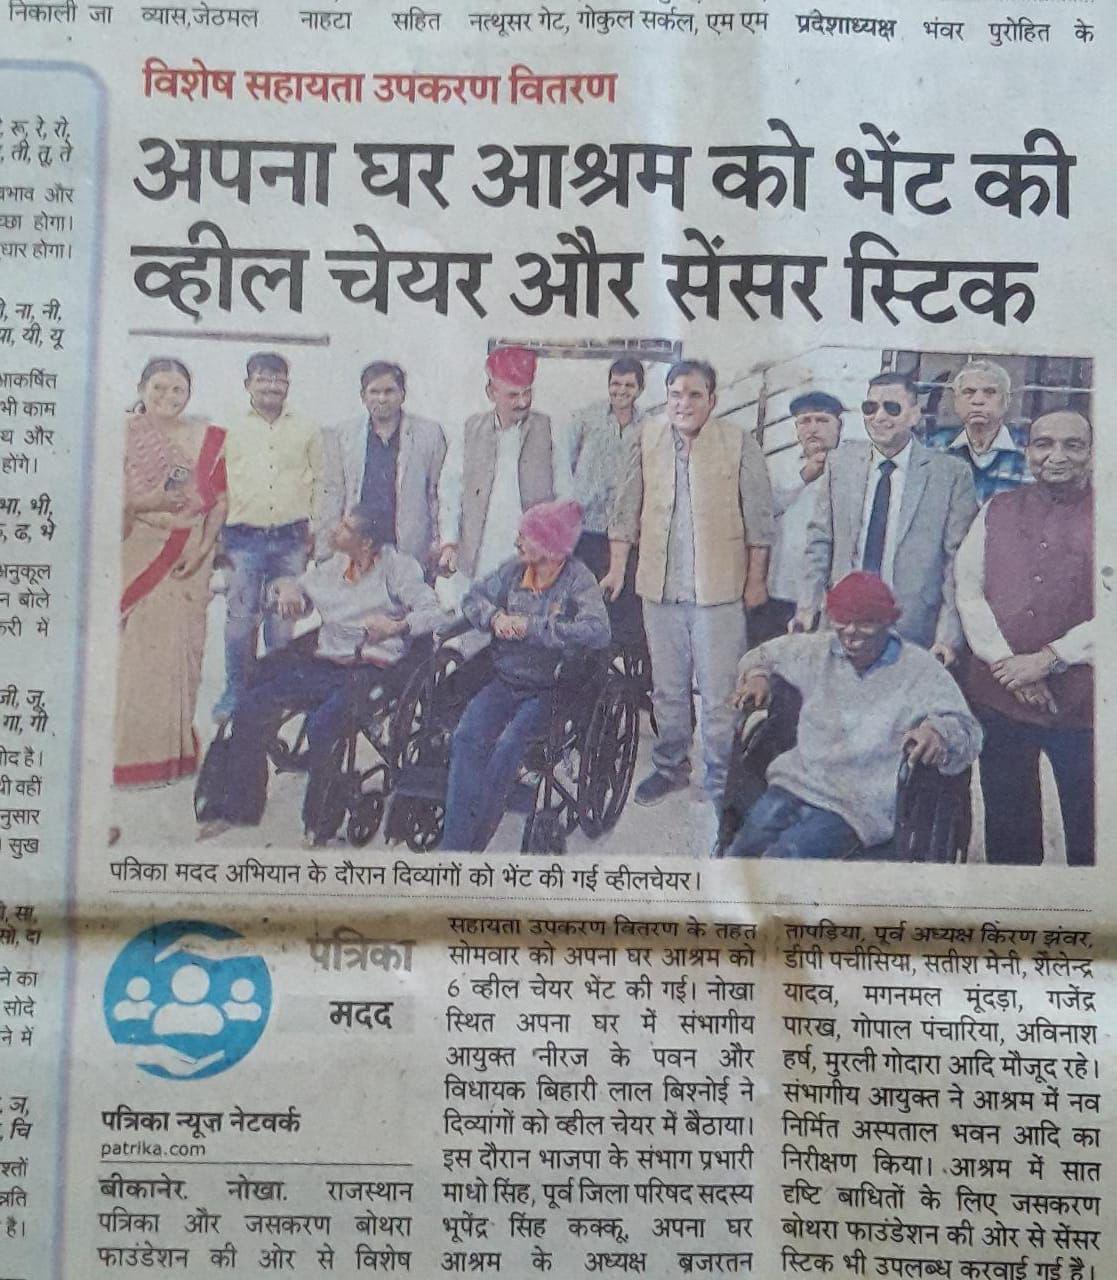 निकाली जा व्यास,जेठमल नाहटा सहित नत्थूसर गेट, गोकुल सर्कल, एम एम प्रदेशाध्यक्ष भंवर पुरोहित के
रू, रे, रो,
ती, तू, ते
और
होगा।
होगा।
ना, नी,
यी, यू
भी काम
और
होंगे।
भा, भी,
ढ, भे
अनुकूल
बोले
में
जी, जू,
गा, गी
है।
वहीं
सुख
का
सोदे
में
है।
विशेष सहायता उपकरण वितरण
अपना घर आश्रम को भेंट की
व्हील चेयर और सेंसर स्टिक
पत्रिका मदद अभियान के दौरान दिव्यांगों को भेंट की गई व्हीलचेयर।
पत्रिका
मदद
पत्रिका न्यूज़ नेटवर्क
patrika.com
बीकानेर. नोखा. राजस्थान
पत्रिका और जसकरण बोथरा
फाउंडेशन की ओर से विशेष
सहायता उपकरण वितरण के तहत
सोमवार को अपना घर आश्रम को
6 व्हील चेयर भेंट की गई। नोखा
स्थित अपना घर में संभागीय
आयुक्त नीरज के पवन और
विधायक बिहारी लाल बिश्नोई ने
दिव्यांगों को व्हील चेयर में बैठाया।
इस दौरान भाजपा के संभाग प्रभारी
माधो सिंह, पूर्व जिला परिषद सदस्य
भूपेंद्र सिंह कक्कू, अपना घर
आश्रम के अध्यक्ष ब्रजरतन
तापड़िया, पूर्व अध्यक्ष किरण झंवर,
डीपी पचीसिया, सतीश मेनी, शैलेन्द्र
यादव, मगनमल मूंदड़ा, गजेंद्र
पारख, गोपाल पंचारिया, अविनाश
हर्ष, मुरली गोदारा आदि मौजूद रहे।
संभागीय आयुक्त ने आश्रम में नव
निर्मित अस्पताल भवन आदि का
निरीक्षण किया। आश्रम में सात
दृष्टि बाधितों के लिए जसकरण
बोथरा फाउंडेशन की ओर से सेंसर
स्टिक भी उपलब्ध करवाई गई है।